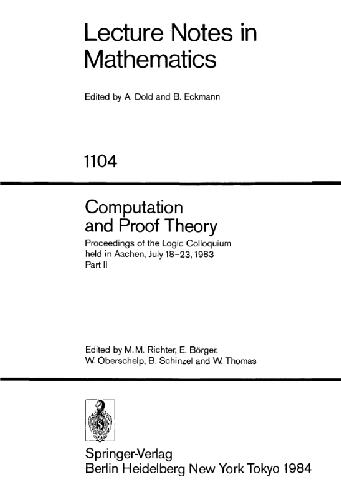 Lecture Notes in
Mathematics
Edited by A. Dold and B. Eckmann
1104
Computation
and Proof Theory
Proceedings of the Logic Colloquium
held in Aachen, July 18-23, 1983
Part II
Edited by M. M. Richter, E. Börger,
W. Oberschelp, B. Schinzel and W. Thomas
Springer-Verlag
Berlin Heidelberg New York Tokyo 1984